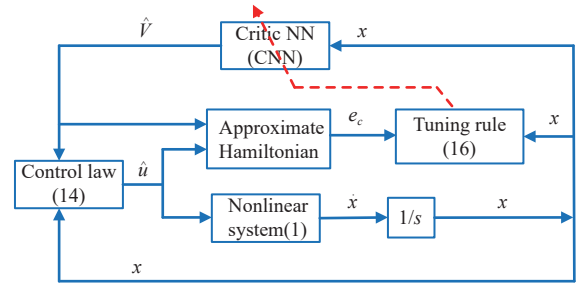 V̂
Critic NN
(CNN)
x
Approximate
Hamiltonian
e_c
Tuning rule
(16)
x
Control law
(14)
û
Nonlinear
system(1)
ẋ
1/s
x
x